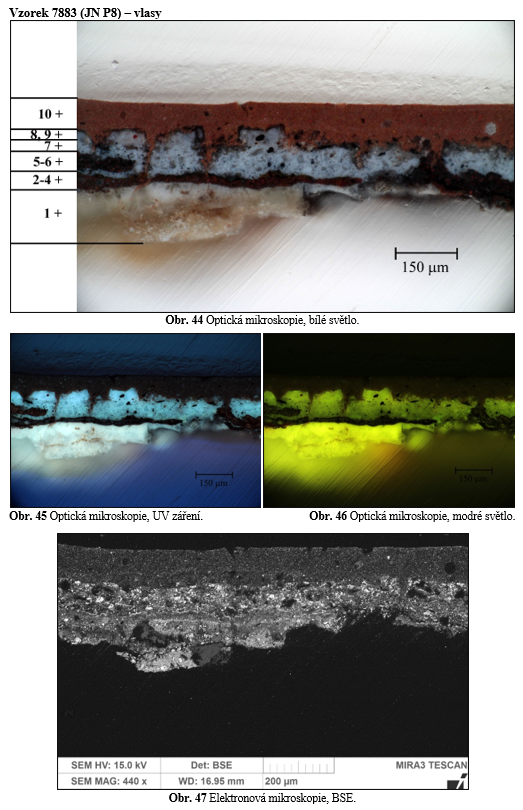 Vzorek 7883 (JN P8) – vlasy
10 +
8, 9 +
7 +
5-6 +
2-4 +
1 +
150 µm
Obr. 44 Optická mikroskopie, bílé světlo.
150 µm
150 µm
Obr. 45 Optická mikroskopie, UV záření.
Obr. 46 Optická mikroskopie, modré světlo.
SEM HV: 15.0 kV Det: BSE MIRA3 TESCAN
SEM MAG: 440 x WD: 16.95 mm 200 µm
Obr. 47 Elektronová mikroskopie, BSE.